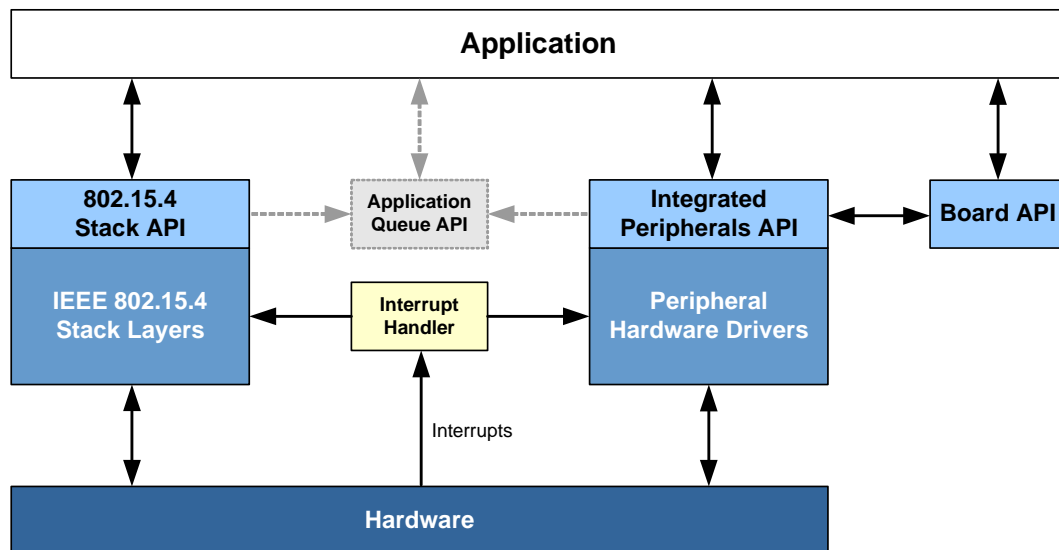 Application
802.15.4
Stack API
Application
Queue API
Integrated
Peripherals API
Board API
IEEE 802.15.4
Stack Layers
Interrupt
Handler
Peripheral
Hardware Drivers
Interrupts
Hardware